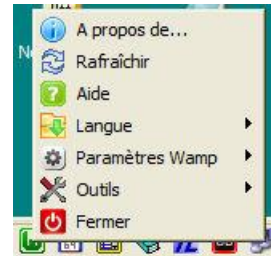 A propos de...
Rafraîchir
Aide
Langue
Paramètres Wamp
Outils
Fermer